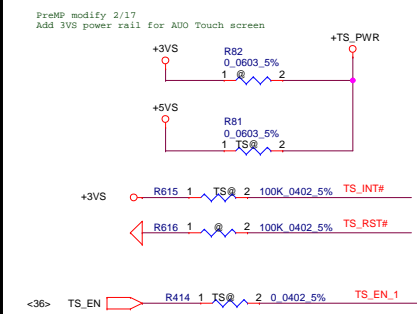 PreMP modify 2/17
Add 3VS power rail for AUO Touch screen
+TS_PWR
+3VS
R82
0_0603_5%
1 @ 2
+5VS
R81
0_0603_5%
1 TS@ 2
+3VS R615 1 TS@ 2 100K_0402_5% TS_INT#
R616 1 @ 2 100K_0402_5% TS_RST#
<36> TS_EN R414 1 TS@ 2 0_0402_5% TS_EN_1